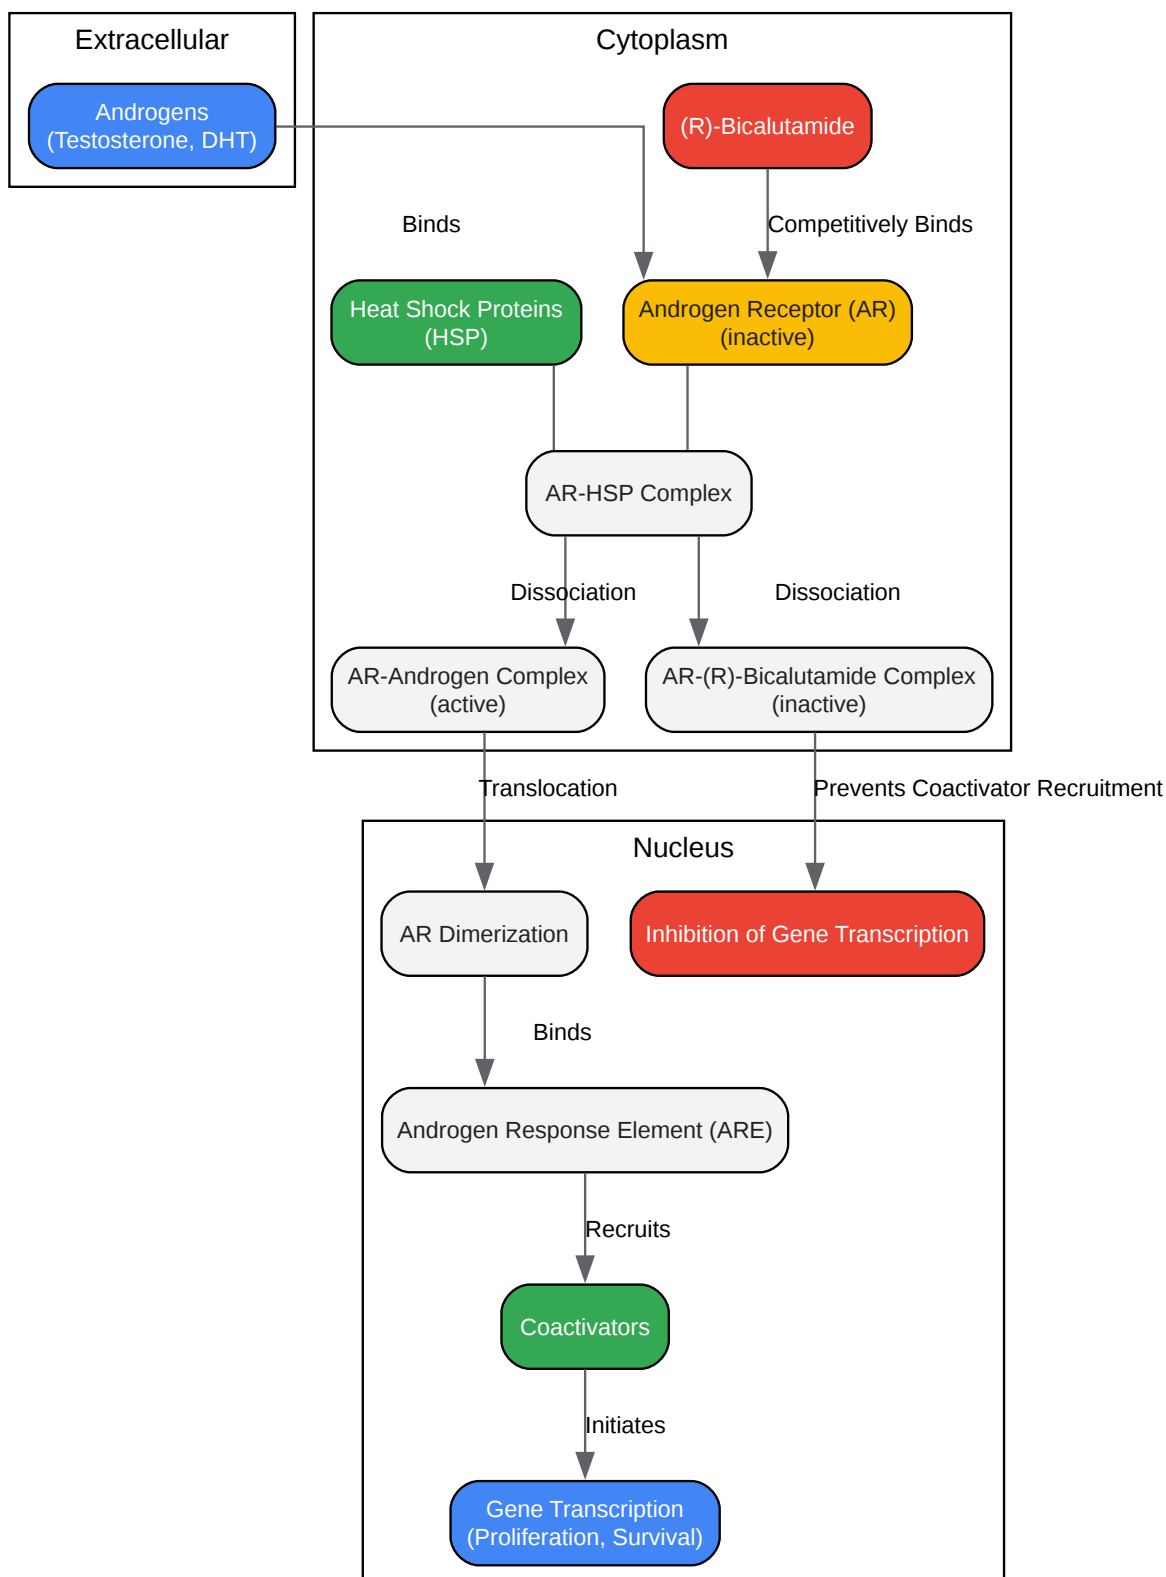 Extracellular
Cytoplasm
Androgens
(Testosterone, DHT)
(R)-Bicalutamide
Binds
Competitively Binds
Heat Shock Proteins
(HSP)
Androgen Receptor (AR)
(inactive)
AR-HSP Complex
Dissociation
Dissociation
AR-Androgen Complex
(active)
AR-(R)-Bicalutamide Complex
(inactive)
Translocation
Prevents Coactivator Recruitment
Nucleus
AR Dimerization
Inhibition of Gene Transcription
Binds
Androgen Response Element (ARE)
Recruits
Coactivators
Initiates
Gene Transcription
(Proliferation, Survival)